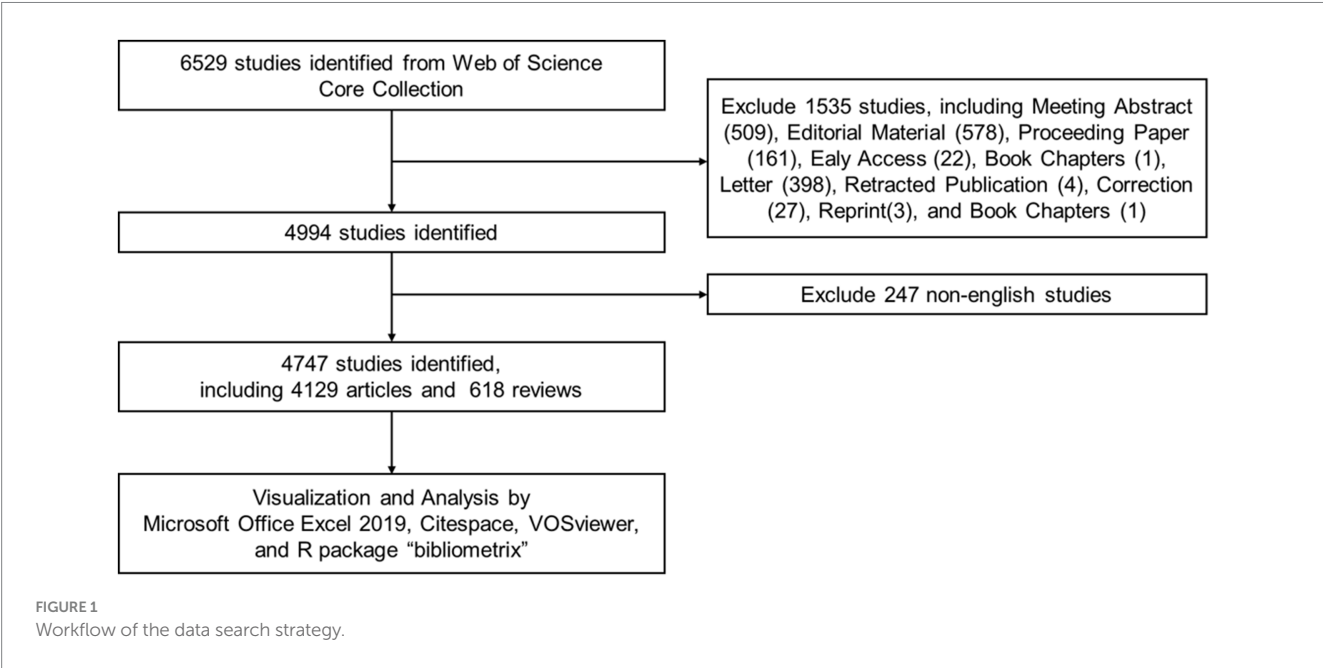 6529 studies identified from Web of Science
Core Collection
Exclude 1535 studies, including Meeting Abstract
(509), Editorial Material (578), Proceeding Paper
(161), Ealy Access (22), Book Chapters (1),
Letter (398), Retracted Publication (4), Correction
(27), Reprint(3), and Book Chapters (1)
4994 studies identified
Exclude 247 non-english studies
4747 studies identified,
including 4129 articles and 618 reviews
Visualization and Analysis by
Microsoft Office Excel 2019, Citespace, VOSviewer,
and R package “bibliometrix”
FIGURE 1
Workflow of the data search strategy.